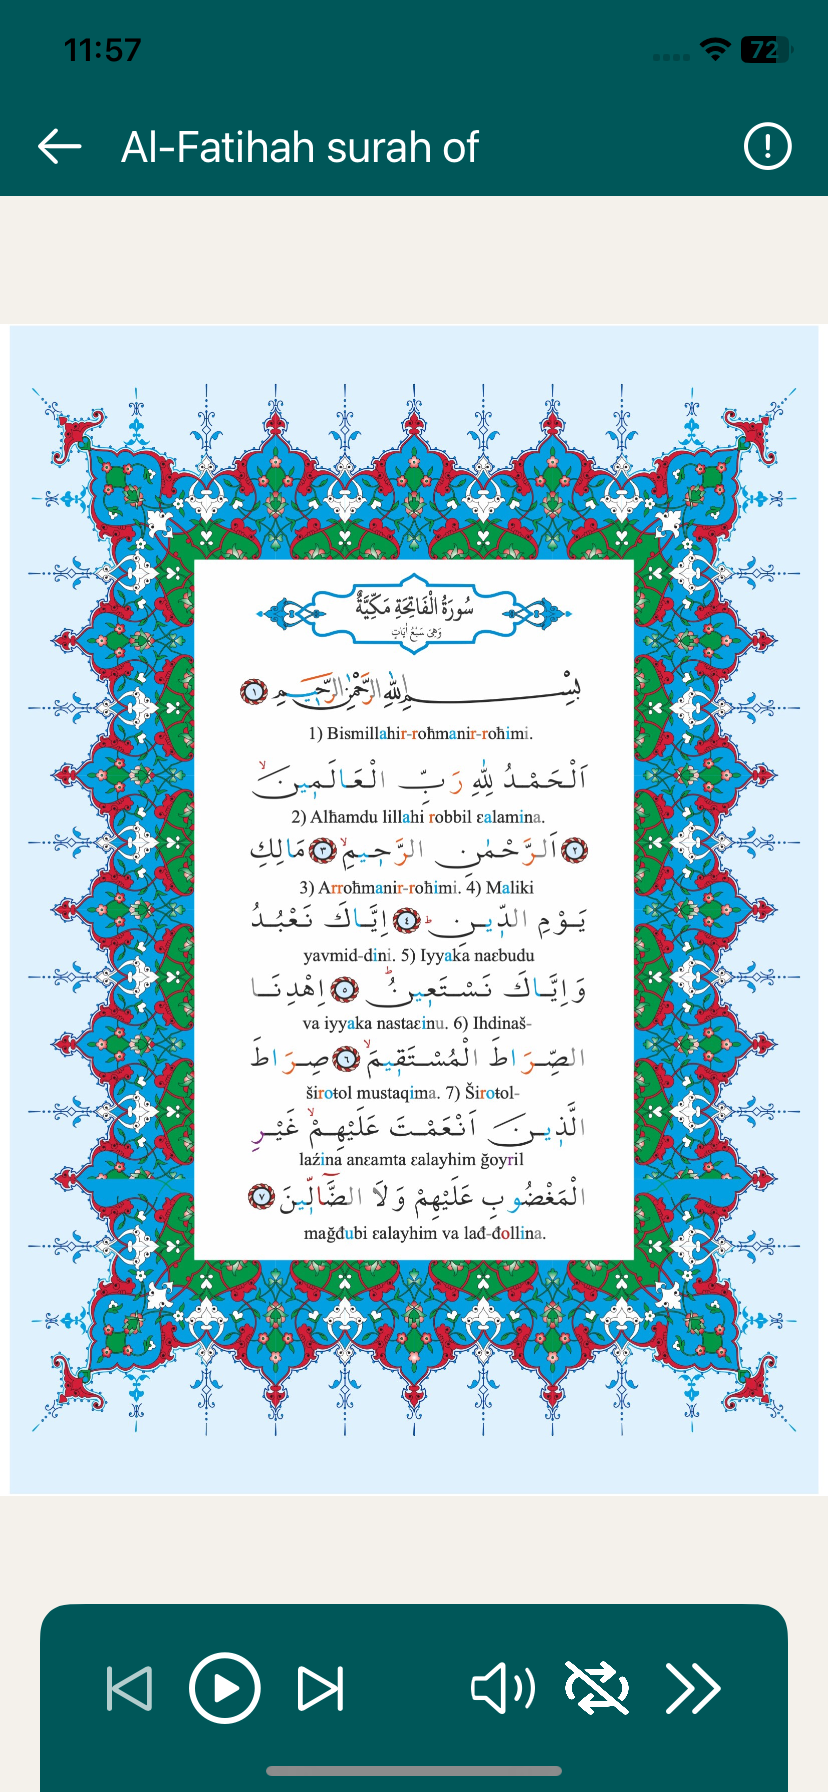 11:57
72
Al-Fatihah surah of
سُورَةُ الْفَاتِحَةِ مَكِّيَّةٌ
وَهِىَ سَبْعُ اٰيَاتٍ
بِسْمِ اللّٰهِ الرَّحْمٰنِ الرَّحِيمِ ١
1) Bismillahir-roħmanir-roħimi.
اَلْحَمْدُ لِلّٰهِ رَبِّ الْعَالَمِينَۙ
2) Alħamdu lillahi robbil ɛalamina.
٢ اَلرَّحْمٰنِ الرَّحِيمِۙ ٣ مَالِكِ
3) Arroħmanir-roħimi. 4) Maliki
يَوْمِ الدِّينِۜ ٤ اِيَّاكَ نَعْبُدُ
yavmid-dini. 5) Iyyaka naɛbudu
وَاِيَّاكَ نَسْتَعِينُۜ ٥ اِهْدِنَا
va iyyaka nastaɛinu. 6) Ihdinaš-
الصِّرَاطَ الْمُسْتَقِيمَۙ ٦ صِرَاطَ
široŧol mustaqima. 7) Široŧol-
الَّذِينَ اَنْعَمْتَ عَلَيْهِمْۙ غَيْرِ
laźina anɛamta ɛalayhim ğoyril
الْمَغْضُوبِ عَلَيْهِمْ وَلَا الضَّٓالِّينَ ٧
mağđubi ɛalayhim va lađ-đollina.